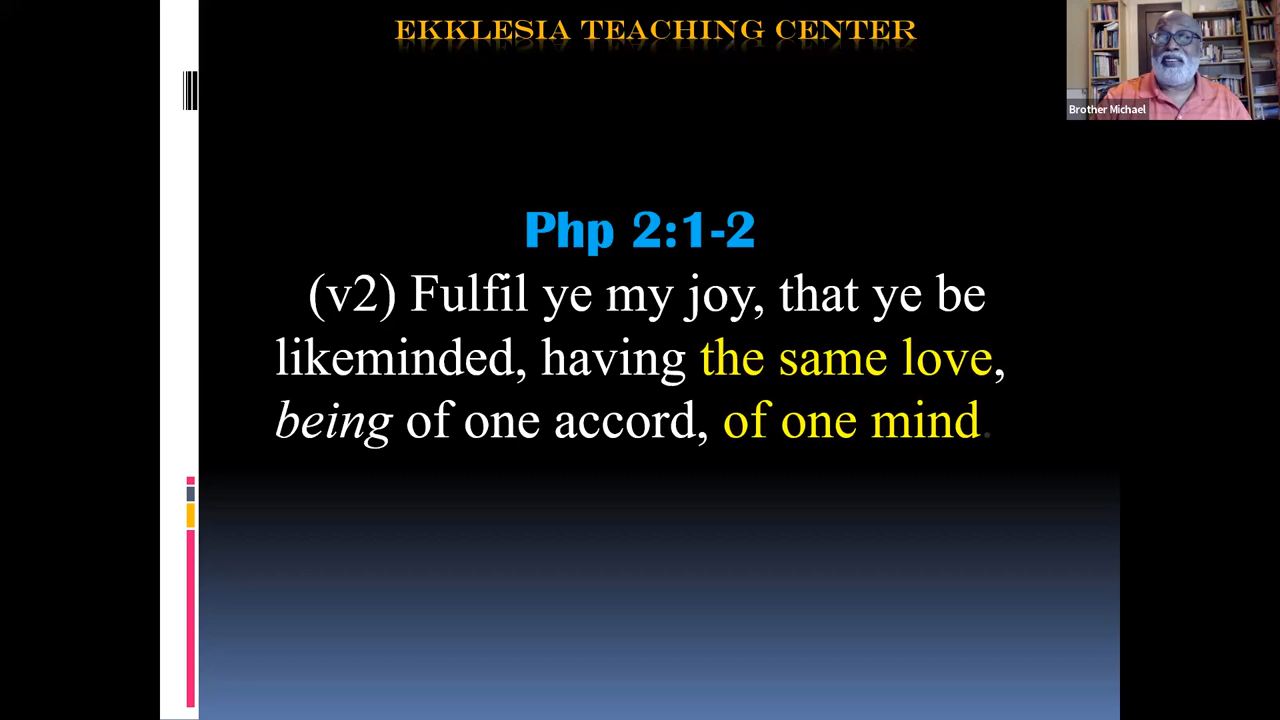 EKKLESIA TEACHING CENTER
Brother Michael
Php 2:1-2
(v2) Fulfil ye my joy, that ye be
likeminded, having the same love,
being of one accord, of one mind.